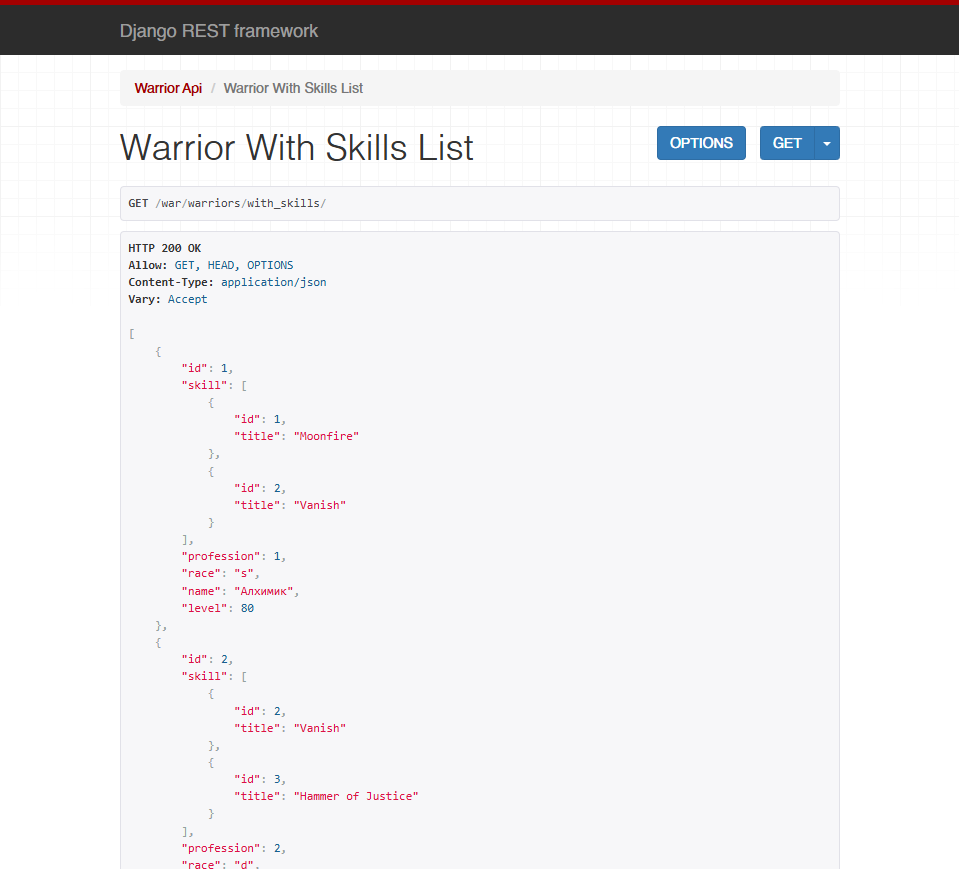 Django REST framework
Warrior Api / Warrior With Skills List
Warrior With Skills List
OPTIONS
GET
GET /war/warriors/with_skills/
HTTP 200 OK
Allow: GET, HEAD, OPTIONS
Content-Type: application/json
Vary: Accept
[
    {
        "id": 1,
        "skill": [
            {
                "id": 1,
                "title": "Moonfire"
            },
            {
                "id": 2,
                "title": "Vanish"
            }
        ],
        "profession": 1,
        "race": "s",
        "name": "Алхимик",
        "level": 80
    },
    {
        "id": 2,
        "skill": [
            {
                "id": 2,
                "title": "Vanish"
            },
            {
                "id": 3,
                "title": "Hammer of Justice"
            }
        ],
        "profession": 2,
        "race": "d",